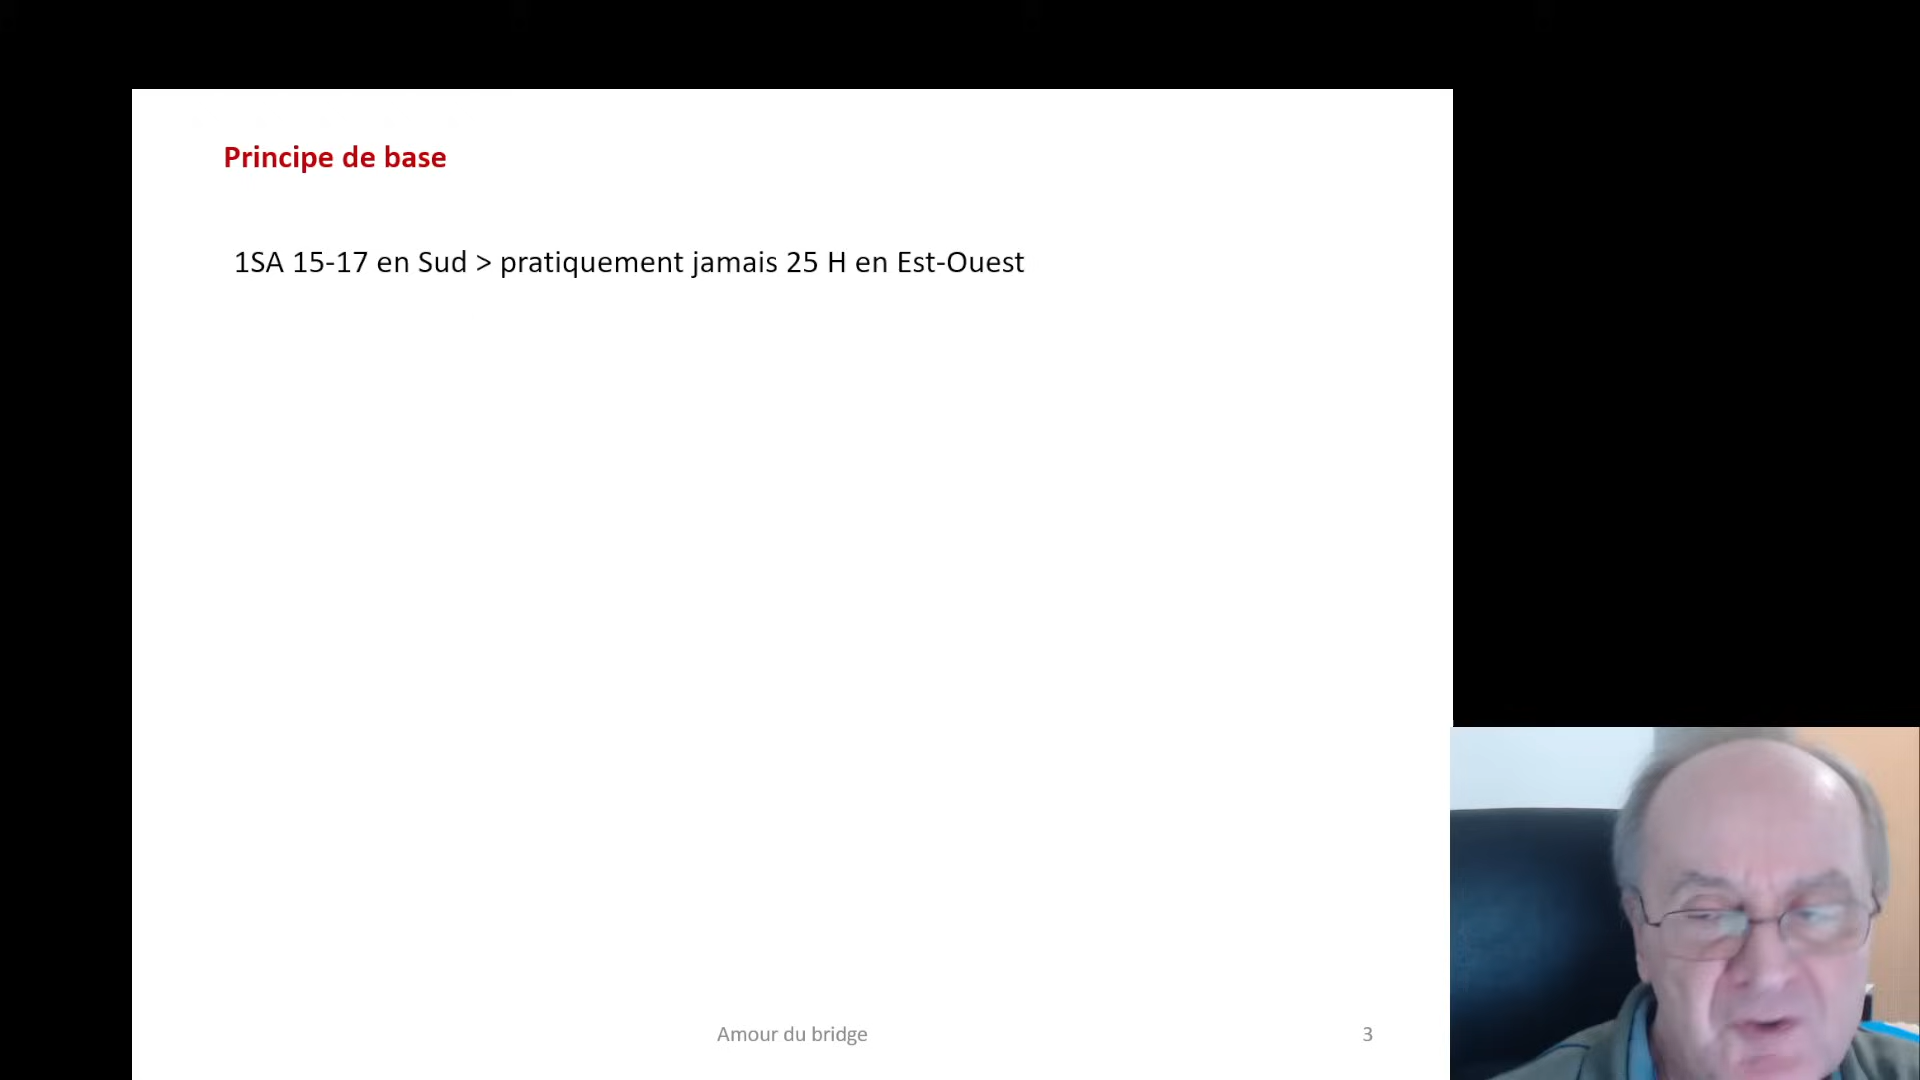 Principe de base
1SA 15-17 en Sud > pratiquement jamais 25 H en Est-Ouest
Amour du bridge
3